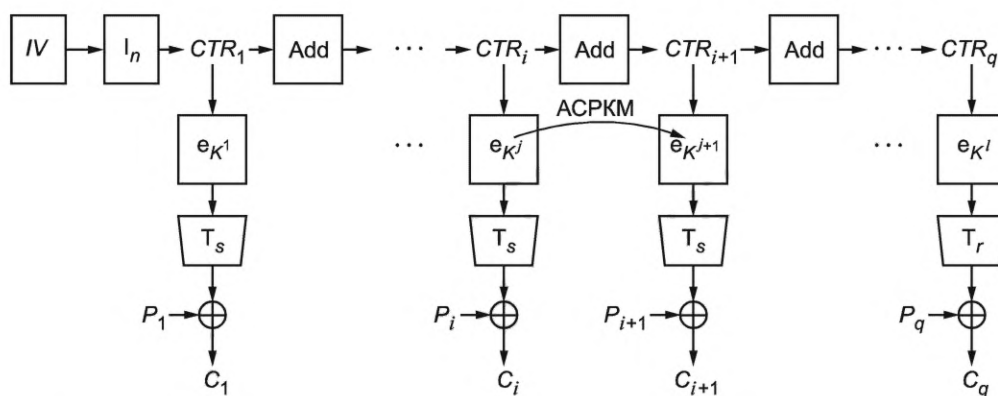 IV I_n CTR_1 Add ... CTR_i Add CTR_{i+1} Add ... CTR_q
АСРКМ
e_{K^1} ... e_{K^j} e_{K^{j+1}} ... e_{K^l}
T_s T_s T_s T_r
P_1 P_i P_{i+1} P_q
C_1 C_i C_{i+1} C_q